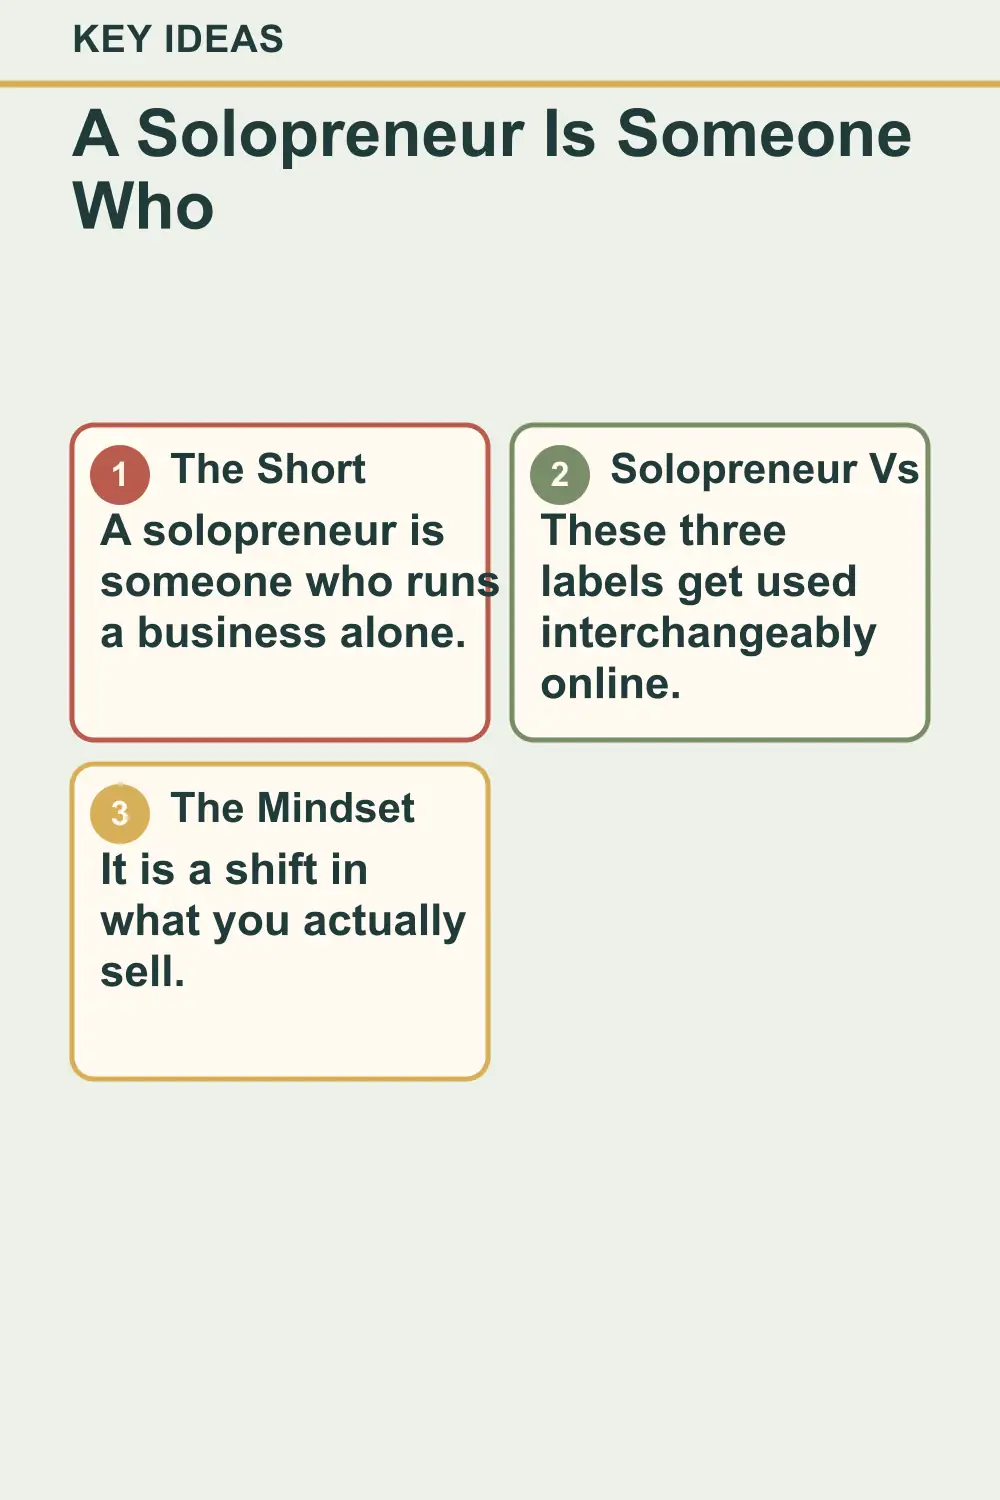 KEY IDEAS
A Solopreneur Is Someone
Who
1 The Short
A solopreneur is
someone who runs
a business alone.
2 Solopreneur Vs
These three
labels get used
interchangeably
online.
3 The Mindset
It is a shift in
what you actually
sell.